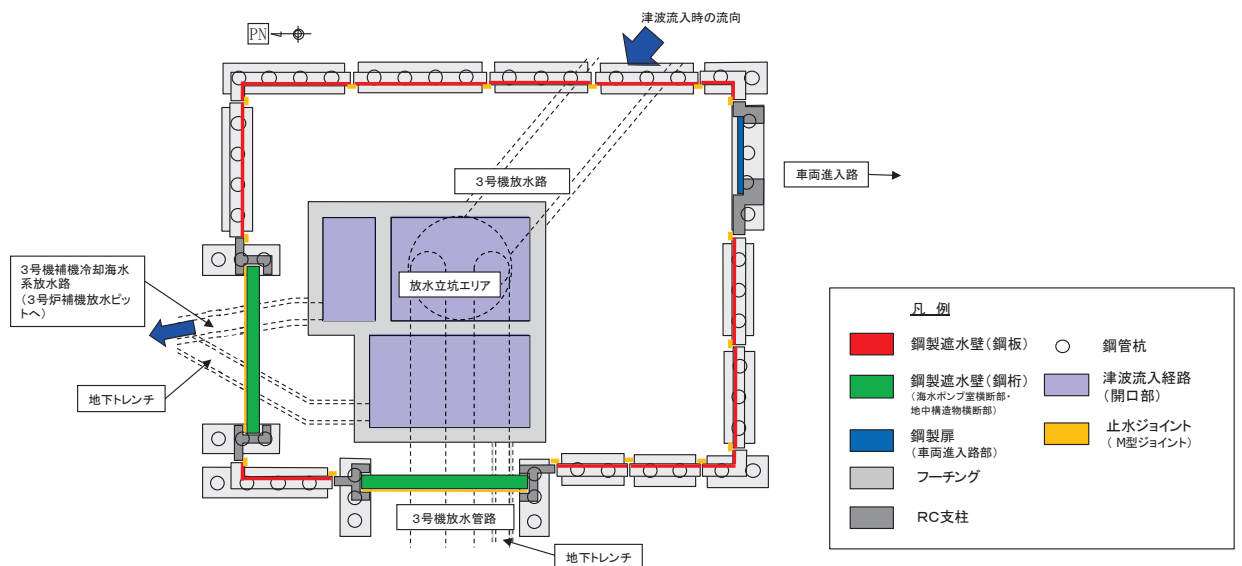 津波流入時の流向
PN
3号機放水路
車両進入路
3号機補機冷却海水
系放水路
(3号炉補機放水ピッ
トへ)
放水立坑エリア
地下トレンチ
3号機放水管路
地下トレンチ
凡 例
鋼製遮水壁(鋼板)
鋼製遮水壁(鋼桁)
(海水ポンプ室横断部・
地中構造物横断部)
鋼製扉
(車両進入路部)
フーチング
RC支柱
鋼管杭
津波流入経路
(開口部)
止水ジョイント
( M型ジョイント)